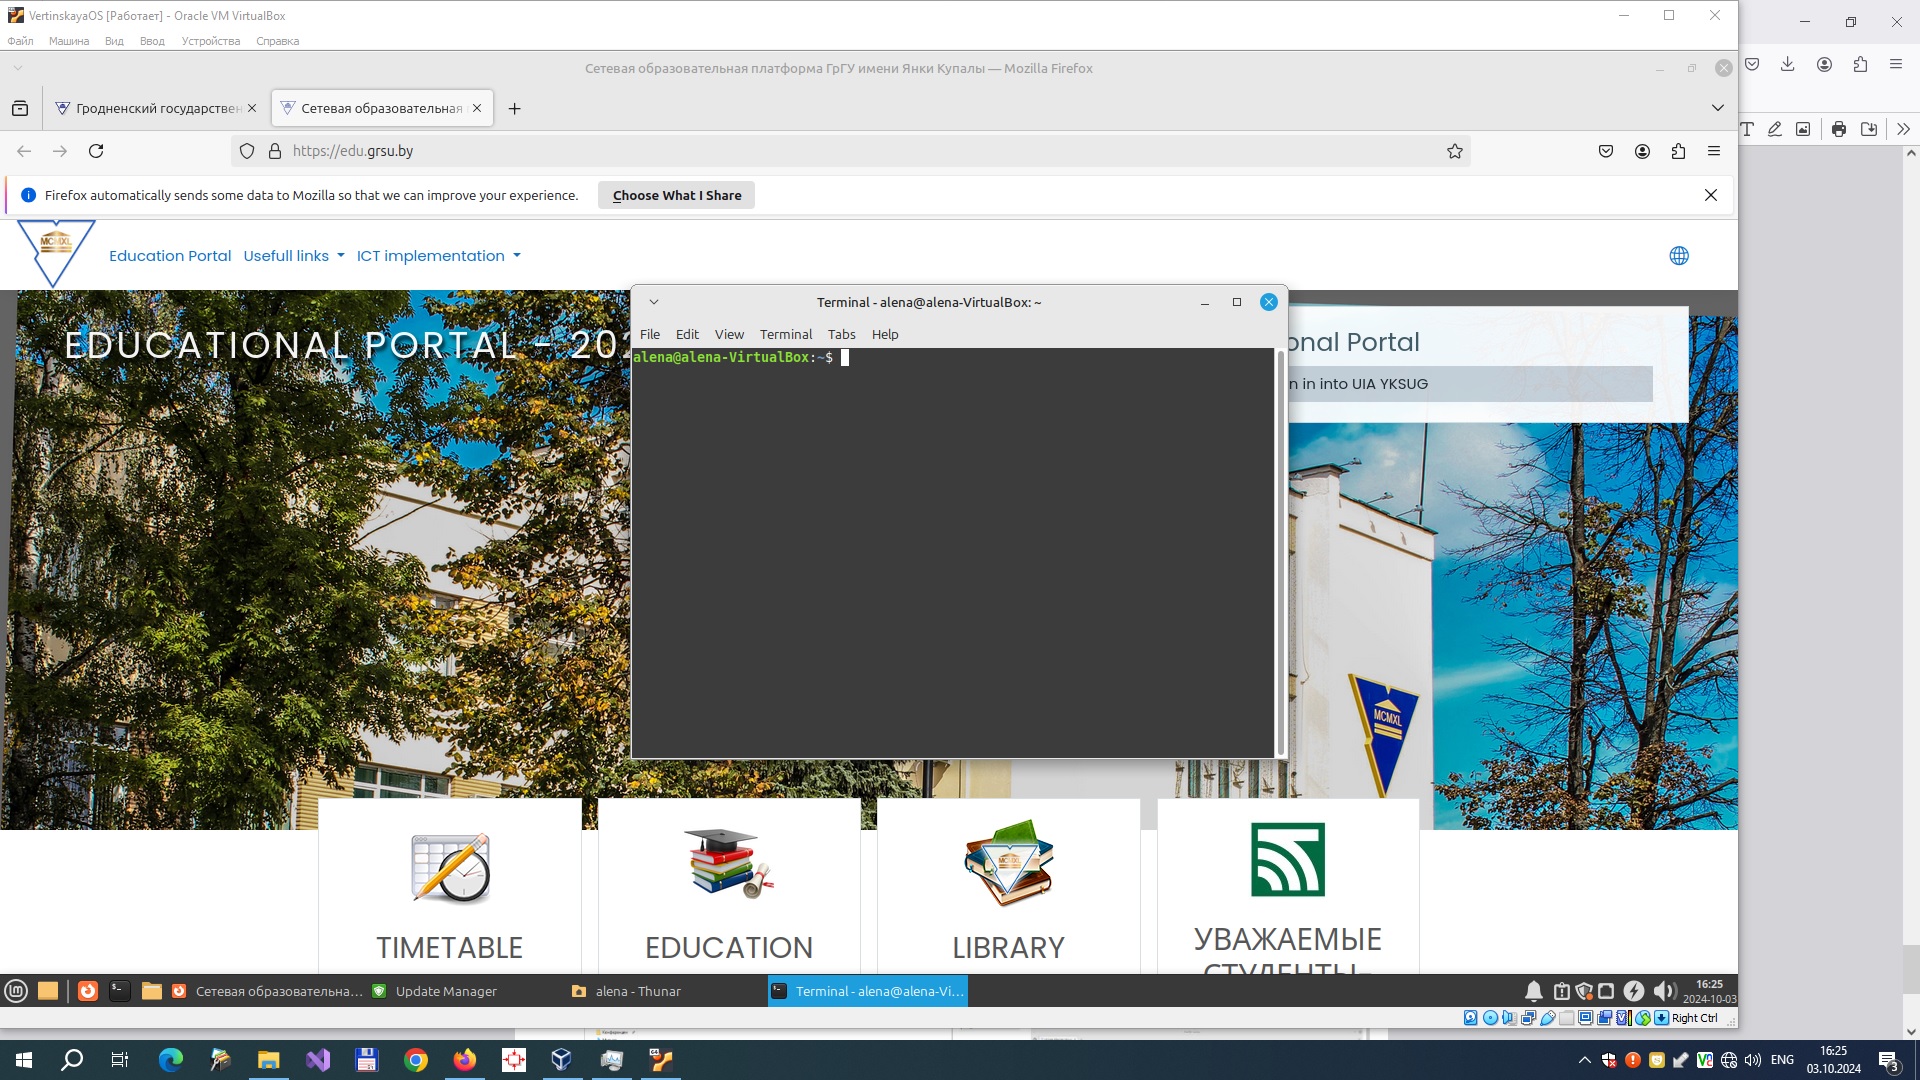 VertinskayaOS [Работает] - Oracle VM VirtualBox
Файл Машина Вид Ввод Устройства Справка
Сетевая образовательная платформа ГрГУ имени Янки Купалы — Mozilla Firefox
Гродненский государствен
Сетевая образовательная
https://edu.grsu.by
Firefox automatically sends some data to Mozilla so that we can improve your experience.
Choose What I Share
MCMXL
Education Portal Usefull links ICT implementation
EDUCATIONAL PORTAL - 202
Terminal - alena@alena-VirtualBox: ~
File Edit View Terminal Tabs Help
alena@alena-VirtualBox:~$
onal Portal
n in into UIA YKSUG
MCMXL
TIMETABLE
EDUCATION
LIBRARY
УВАЖАЕМЫЕ
СТУДЕНТЫ-
Сетевая образовательна...
Update Manager
alena - Thunar
Terminal - alena@alena-Vi...
16:25
2024-10-03
Right Ctrl
ENG
16:25
03.10.2024
3